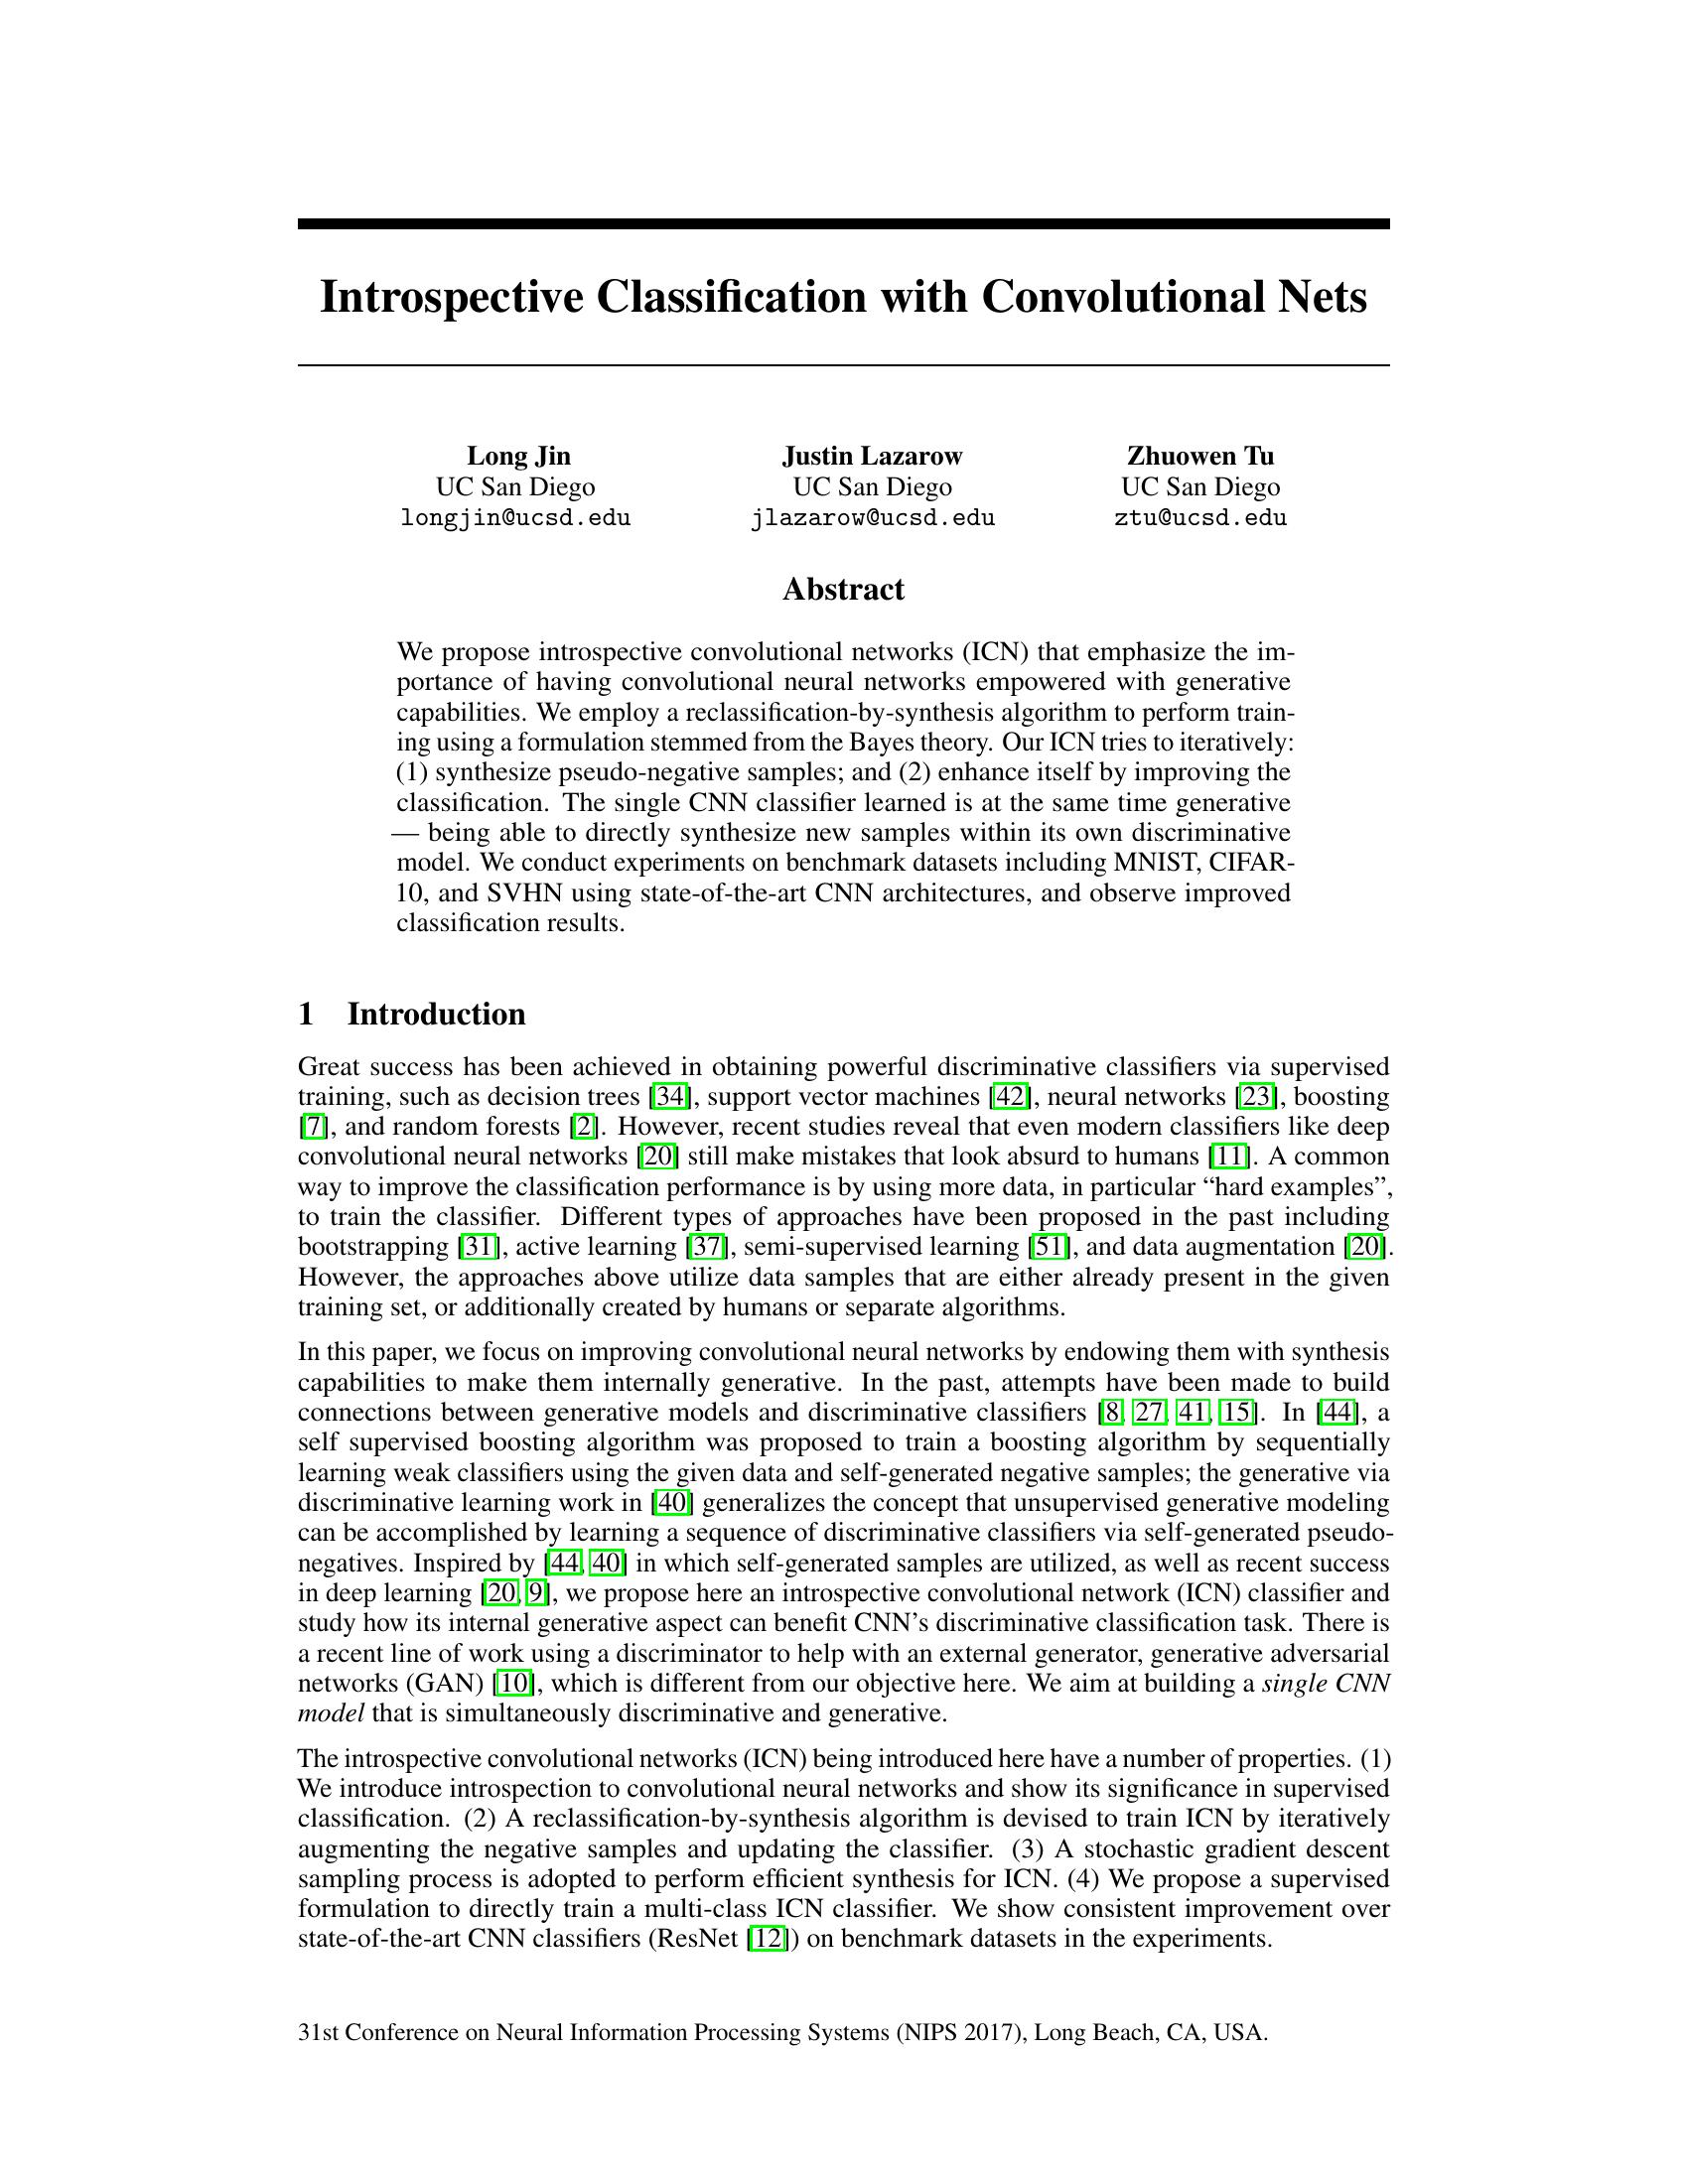 Introspective Classification with Convolutional Nets
Long Jin
UC San Diego
longjin@ucsd.edu
Justin Lazarow
UC San Diego
jlazarow@ucsd.edu
Zhuowen Tu
UC San Diego
ztu@ucsd.edu
Abstract
We propose introspective convolutional networks (ICN) that emphasize the im-
portance of having convolutional neural networks empowered with generative
capabilities. We employ a reclassification-by-synthesis algorithm to perform train-
ing using a formulation stemmed from the Bayes theory. Our ICN tries to iteratively:
(1) synthesize pseudo-negative samples; and (2) enhance itself by improving the
classification. The single CNN classifier learned is at the same time generative
— being able to directly synthesize new samples within its own discriminative
model. We conduct experiments on benchmark datasets including MNIST, CIFAR-
10, and SVHN using state-of-the-art CNN architectures, and observe improved
classification results.
1 Introduction
Great success has been achieved in obtaining powerful discriminative classifiers via supervised
training, such as decision trees [34], support vector machines [42], neural networks [23], boosting
[7], and random forests [2]. However, recent studies reveal that even modern classifiers like deep
convolutional neural networks [20] still make mistakes that look absurd to humans [11]. A common
way to improve the classification performance is by using more data, in particular “hard examples”,
to train the classifier. Different types of approaches have been proposed in the past including
bootstrapping [31], active learning [37], semi-supervised learning [51], and data augmentation [20].
However, the approaches above utilize data samples that are either already present in the given
training set, or additionally created by humans or separate algorithms.
In this paper, we focus on improving convolutional neural networks by endowing them with synthesis
capabilities to make them internally generative. In the past, attempts have been made to build
connections between generative models and discriminative classifiers [8, 27, 41, 15]. In [44], a
self supervised boosting algorithm was proposed to train a boosting algorithm by sequentially
learning weak classifiers using the given data and self-generated negative samples; the generative via
discriminative learning work in [40] generalizes the concept that unsupervised generative modeling
can be accomplished by learning a sequence of discriminative classifiers via self-generated pseudo-
negatives. Inspired by [44, 40] in which self-generated samples are utilized, as well as recent success
in deep learning [20, 9], we propose here an introspective convolutional network (ICN) classifier and
study how its internal generative aspect can benefit CNN’s discriminative classification task. There is
a recent line of work using a discriminator to help with an external generator, generative adversarial
networks (GAN) [10], which is different from our objective here. We aim at building a single CNN
model that is simultaneously discriminative and generative.
The introspective convolutional networks (ICN) being introduced here have a number of properties. (1)
We introduce introspection to convolutional neural networks and show its significance in supervised
classification. (2) A reclassification-by-synthesis algorithm is devised to train ICN by iteratively
augmenting the negative samples and updating the classifier. (3) A stochastic gradient descent
sampling process is adopted to perform efficient synthesis for ICN. (4) We propose a supervised
formulation to directly train a multi-class ICN classifier. We show consistent improvement over
state-of-the-art CNN classifiers (ResNet [12]) on benchmark datasets in the experiments.
31st Conference on Neural Information Processing Systems (NIPS 2017), Long Beach, CA, USA.